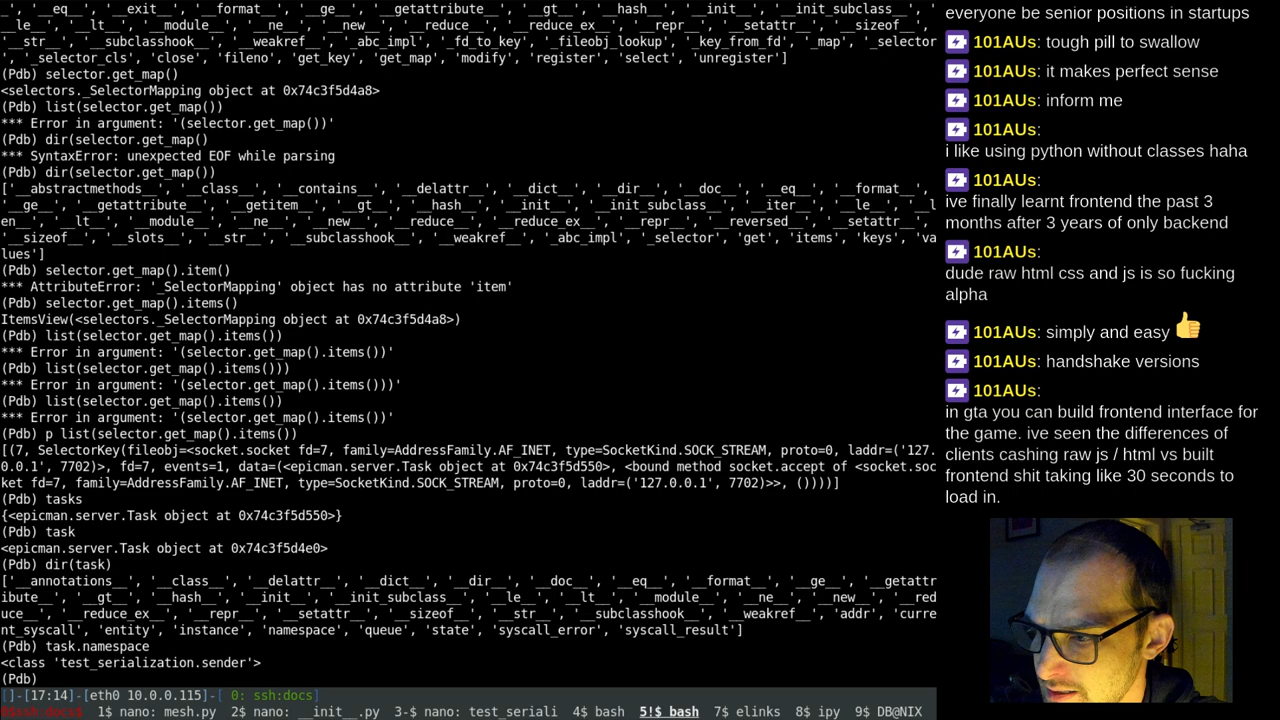 _', '__eq__', '__exit__', '__format__', '__ge__', '__getattribute__', '__gt__', '__hash__', '__init__', '__init_subclass__', '_
_le__', '__lt__', '__module__', '__ne__', '__new__', '__reduce__', '__reduce_ex__', '__repr__', '__setattr__', '__sizeof__',
'__str__', '__subclasshook__', '__weakref__', '_abc_impl', '_fd_to_key', '_fileobj_lookup', '_key_from_fd', '_map', '_selector
', '_selector_cls', 'close', 'fileno', 'get_key', 'get_map', 'modify', 'register', 'select', 'unregister']
(Pdb) selector.get_map()
<selectors._SelectorMapping object at 0x74c3f5d4a8>
(Pdb) list(selector.get_map())
*** Error in argument: '(selector.get_map())'
(Pdb) dir(selector.get_map()
*** SyntaxError: unexpected EOF while parsing
(Pdb) dir(selector.get_map())
['__abstractmethods__', '__class__', '__contains__', '__delattr__', '__dict__', '__dir__', '__doc__', '__eq__', '__format__',
'__ge__', '__getattribute__', '__getitem__', '__gt__', '__hash__', '__init__', '__init_subclass__', '__iter__', '__le__', '__l
en__', '__lt__', '__module__', '__ne__', '__new__', '__reduce__', '__reduce_ex__', '__repr__', '__reversed__', '__setattr__',
'__sizeof__', '__slots__', '__str__', '__subclasshook__', '__weakref__', '_abc_impl', '_selector', 'get', 'items', 'keys', 'va
lues']
(Pdb) selector.get_map().item()
*** AttributeError: '_SelectorMapping' object has no attribute 'item'
(Pdb) selector.get_map().items()
ItemsView(<selectors._SelectorMapping object at 0x74c3f5d4a8>)
(Pdb) list(selector.get_map().items())
*** Error in argument: '(selector.get_map().items())'
(Pdb) list(selector.get_map().items()))
*** Error in argument: '(selector.get_map().items()))'
(Pdb) list(selector.get_map().items())
*** Error in argument: '(selector.get_map().items())'
(Pdb) p list(selector.get_map().items())
[(7, SelectorKey(fileobj=<socket.socket fd=7, family=AddressFamily.AF_INET, type=SocketKind.SOCK_STREAM, proto=0, laddr=('127.
0.0.1', 7702)>, fd=7, events=1, data=(<epicman.server.Task object at 0x74c3f5d550>, <bound method socket.accept of <socket.soc
ket fd=7, family=AddressFamily.AF_INET, type=SocketKind.SOCK_STREAM, proto=0, laddr=('127.0.0.1', 7702)>>, ())))]
(Pdb) tasks
{<epicman.server.Task object at 0x74c3f5d550>}
(Pdb) task
<epicman.server.Task object at 0x74c3f5d4e0>
(Pdb) dir(task)
['__annotations__', '__class__', '__delattr__', '__dict__', '__dir__', '__doc__', '__eq__', '__format__', '__ge__', '__getattr
ibute__', '__gt__', '__hash__', '__init__', '__init_subclass__', '__le__', '__lt__', '__module__', '__ne__', '__new__', '__red
uce__', '__reduce_ex__', '__repr__', '__setattr__', '__sizeof__', '__str__', '__subclasshook__', '__weakref__', 'addr', 'curre
nt_syscall', 'entity', 'instance', 'namespace', 'queue', 'state', 'syscall_error', 'syscall_result']
(Pdb) task.namespace
<class 'test_serialization.sender'>
(Pdb)
[]-[17:14]-[eth0 10.0.0.115]-[ 0: ssh:docs]
0$ssh:docs 1$ nano: mesh.py 2$ nano: __init__.py 3-$ nano: test_seriali 4$ bash 5!$ bash 7$ elinks 8$ ipy 9$ DB@NIX
everyone be senior positions in startups
101AUs: tough pill to swallow
101AUs: it makes perfect sense
101AUs: inform me
101AUs:
i like using python without classes haha
101AUs:
ive finally learnt frontend the past 3
months after 3 years of only backend
101AUs:
dude raw html css and js is so fucking
alpha
101AUs: simply and easy 👍
101AUs: handshake versions
101AUs:
in gta you can build frontend interface for
the game. ive seen the differences of
clients cashing raw js / html vs built
frontend shit taking like 30 seconds to
load in.